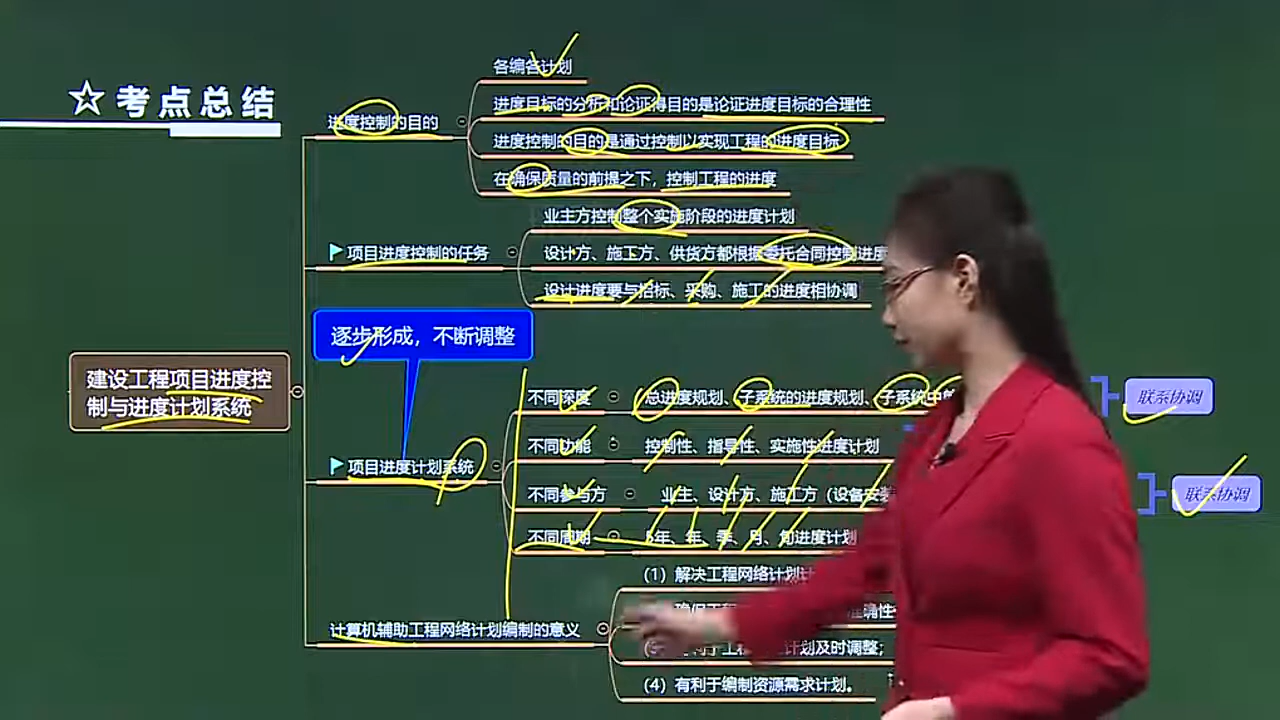 ☆考点总结
各编各计划
进度控制的目的
进度目标的分析和论证得目的是论证进度目标的合理性
进度控制的目的是通过控制以实现工程的进度目标
在确保质量的前提之下，控制工程的进度
业主方控制整个实施阶段的进度计划
项目进度控制的任务
设计方、施工方、供货方都根据委托合同控制进度
设计进度要与招标、采购、施工的进度相协调
逐步形成，不断调整
建设工程项目进度控
制与进度计划系统
不同深度
总进度规划、子系统的进度规划、子系统中
联系协调
不同功能
控制性、指导性、实施性进度计划
项目进度计划系统
不同参与方
业主、设计方、施工方（设备安装
联系协调
不同周期
5年、年、季、月、旬进度计划
（1）解决工程网络计划计
计算机辅助工程网络计划编制的意义
确保工程
准确性
计划及时调整；
（4）有利于编制资源需求计划。